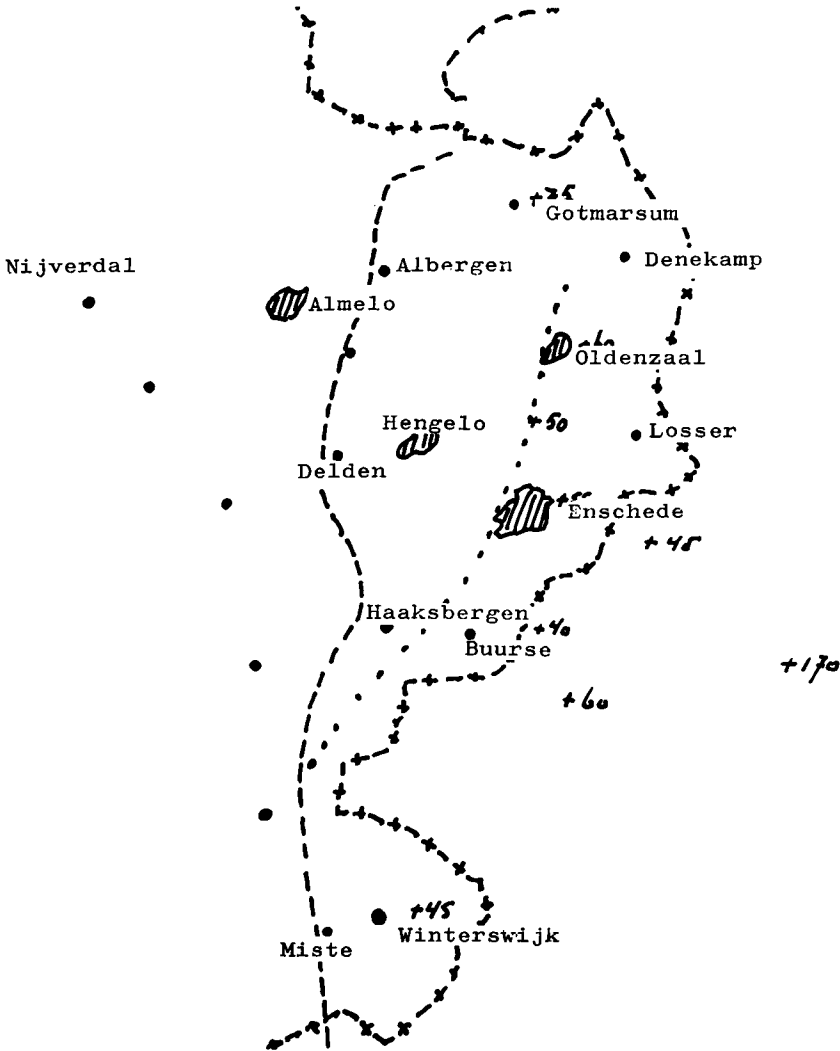 +25
Gotmarsum
Nijverdal
Albergen
Denekamp
Almelo
Oldenzaal
Hengelo
+50
Losser
Delden
Enschede
+45
Haaksbergen
+40
Buurse
+170
+60
+45
Winterswijk
Miste